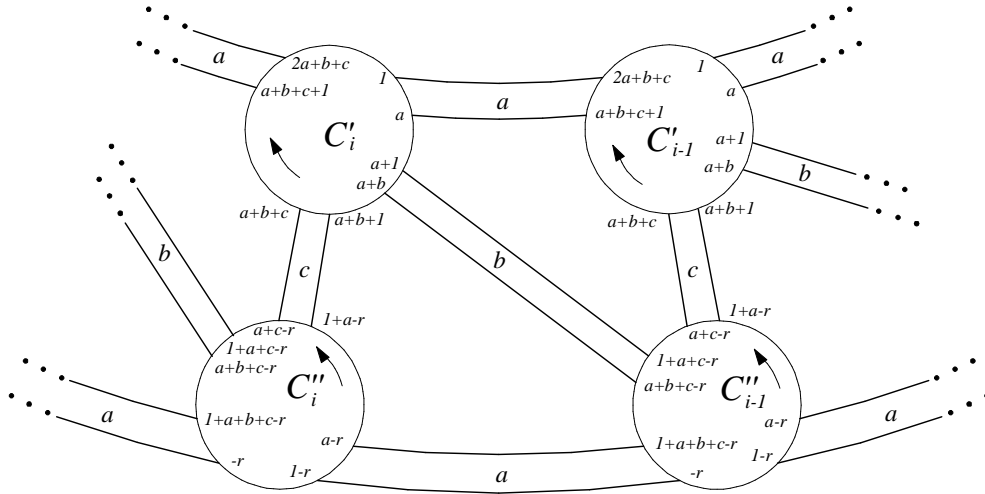 a
2a+b+c
1
a
2a+b+c
1
a
a+b+c+1
a
a+b+c+1
a
C'i
C'i-1
a+1
a+b
a+1
a+b
b
a+b+c
a+b+1
a+b+c
a+b+1
b
c
b
c
a+c-r
1+a-r
a+c-r
1+a-r
1+a+c-r
a+b+c-r
1+a+c-r
a+b+c-r
C''i
C''i-1
a
1+a+b+c-r
a-r
a
-r
1-r
a
1+a+b+c-r
-r
a-r
1-r